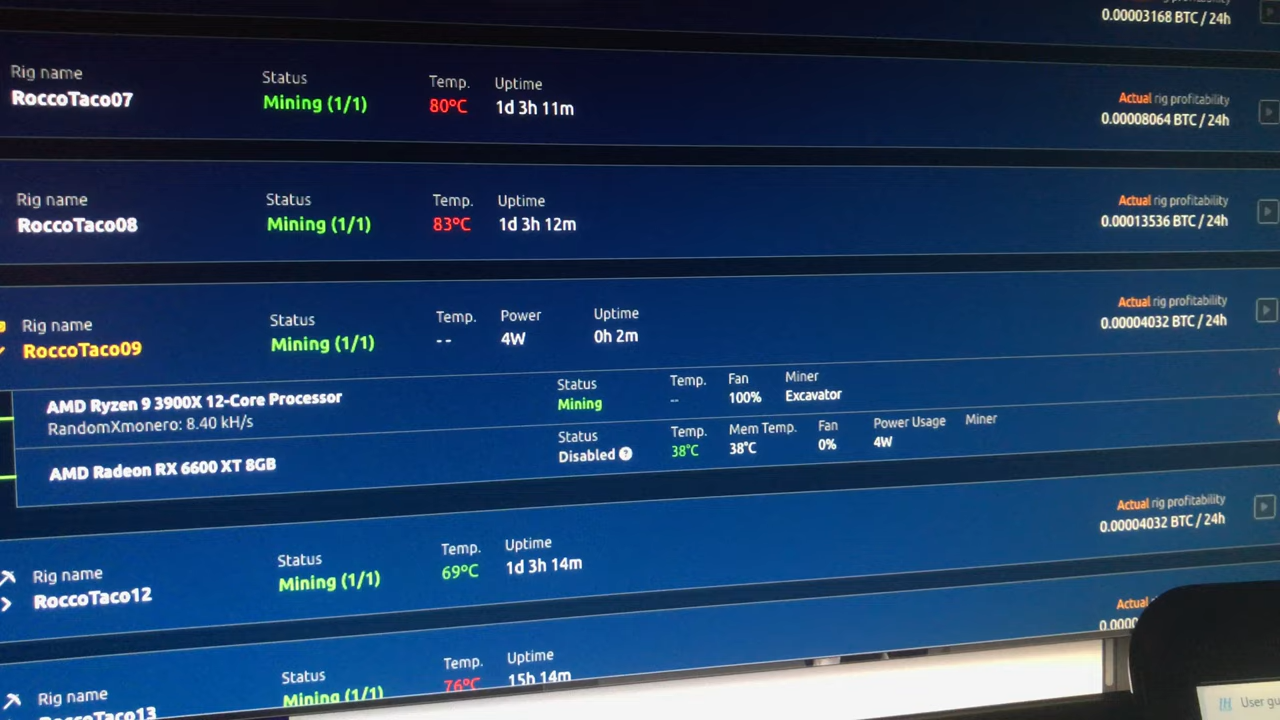 0.00003168 BTC / 24h
Rig name
RoccoTaco07
Status
Mining (1/1)
Temp.
80°C
Uptime
1d 3h 11m
Actual rig profitability
0.00008064 BTC / 24h
Rig name
RoccoTaco08
Status
Mining (1/1)
Temp.
83°C
Uptime
1d 3h 12m
Actual rig profitability
0.00013536 BTC / 24h
Rig name
RoccoTaco09
Status
Mining (1/1)
Temp.
--
Power
4W
Uptime
0h 2m
Actual rig profitability
0.00004032 BTC / 24h
AMD Ryzen 9 3900X 12-Core Processor
RandomXmonero: 8.40 kH/s
Status
Mining
Temp.
--
Fan
100%
Miner
Excavator
AMD Radeon RX 6600 XT 8GB
Status
Disabled ?
Temp.
38°C
Mem Temp.
38°C
Fan
0%
Power Usage
4W
Miner
Rig name
RoccoTaco12
Status
Mining (1/1)
Temp.
69°C
Uptime
1d 3h 14m
Actual rig profitability
0.00004032 BTC / 24h
Rig name
RoccoTaco13
Status
Mining (1/1)
Temp.
76°C
Uptime
15h 14m
Actual
0.0000
User gu